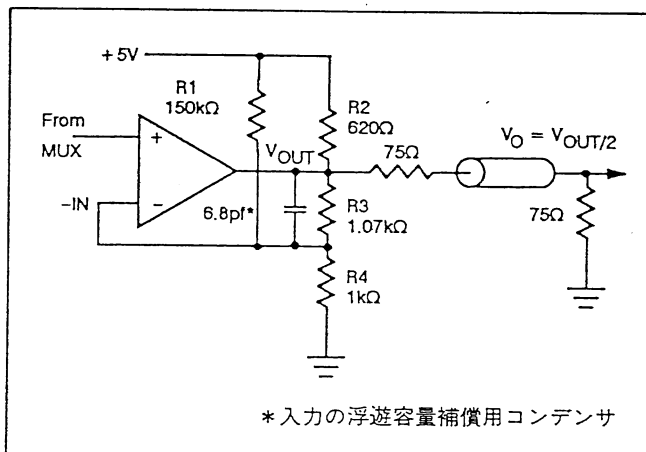 +5V
R1
150kΩ
R2
620Ω
From
MUX
+
VOUT
75Ω
VO = VOUT/2
−IN
−
6.8pf*
R3
1.07kΩ
75Ω
R4
1kΩ
*入力の浮遊容量補償用コンデンサ